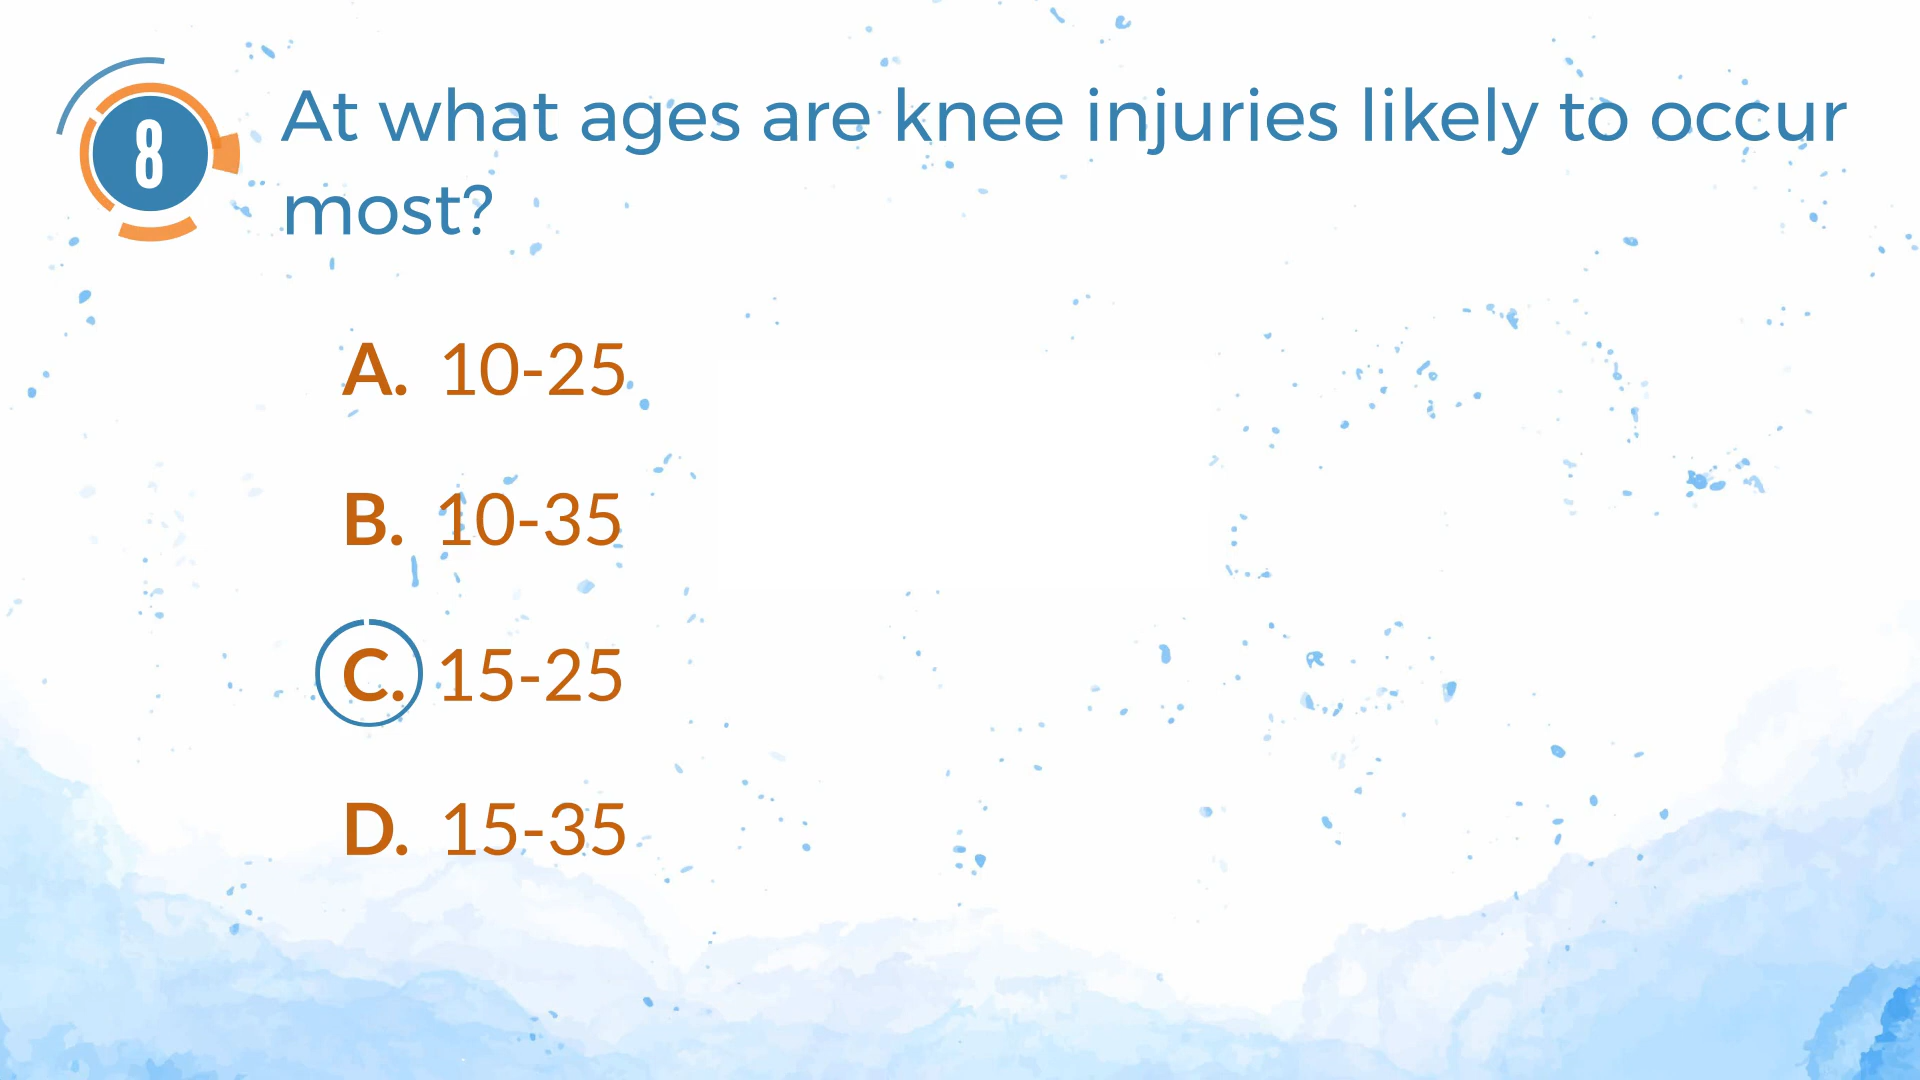 8
At what ages are knee injuries likely to occur
most?
A. 10-25
B. 10-35
C. 15-25
D. 15-35